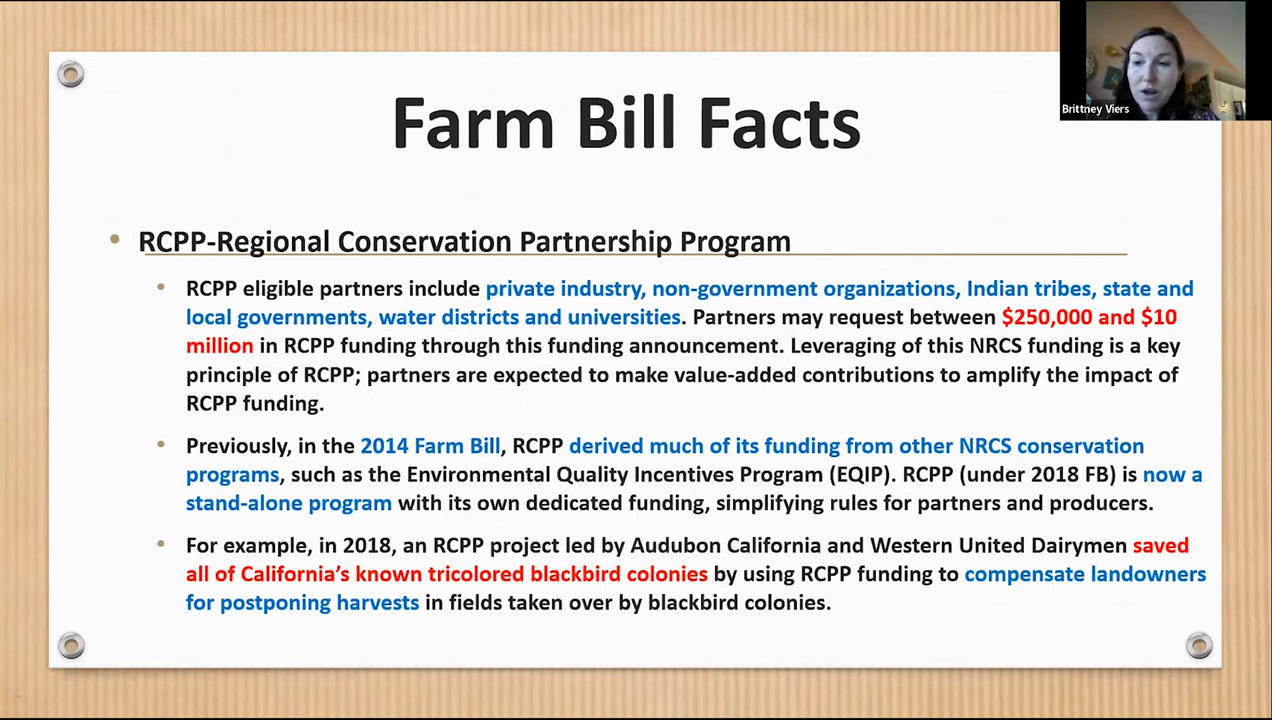 Brittney Viers
Farm Bill Facts
• RCPP-Regional Conservation Partnership Program
• RCPP eligible partners include private industry, non-government organizations, Indian tribes, state and
local governments, water districts and universities. Partners may request between $250,000 and $10
million in RCPP funding through this funding announcement. Leveraging of this NRCS funding is a key
principle of RCPP; partners are expected to make value-added contributions to amplify the impact of
RCPP funding.
• Previously, in the 2014 Farm Bill, RCPP derived much of its funding from other NRCS conservation
programs, such as the Environmental Quality Incentives Program (EQIP). RCPP (under 2018 FB) is now a
stand-alone program with its own dedicated funding, simplifying rules for partners and producers.
• For example, in 2018, an RCPP project led by Audubon California and Western United Dairymen saved
all of California’s known tricolored blackbird colonies by using RCPP funding to compensate landowners
for postponing harvests in fields taken over by blackbird colonies.